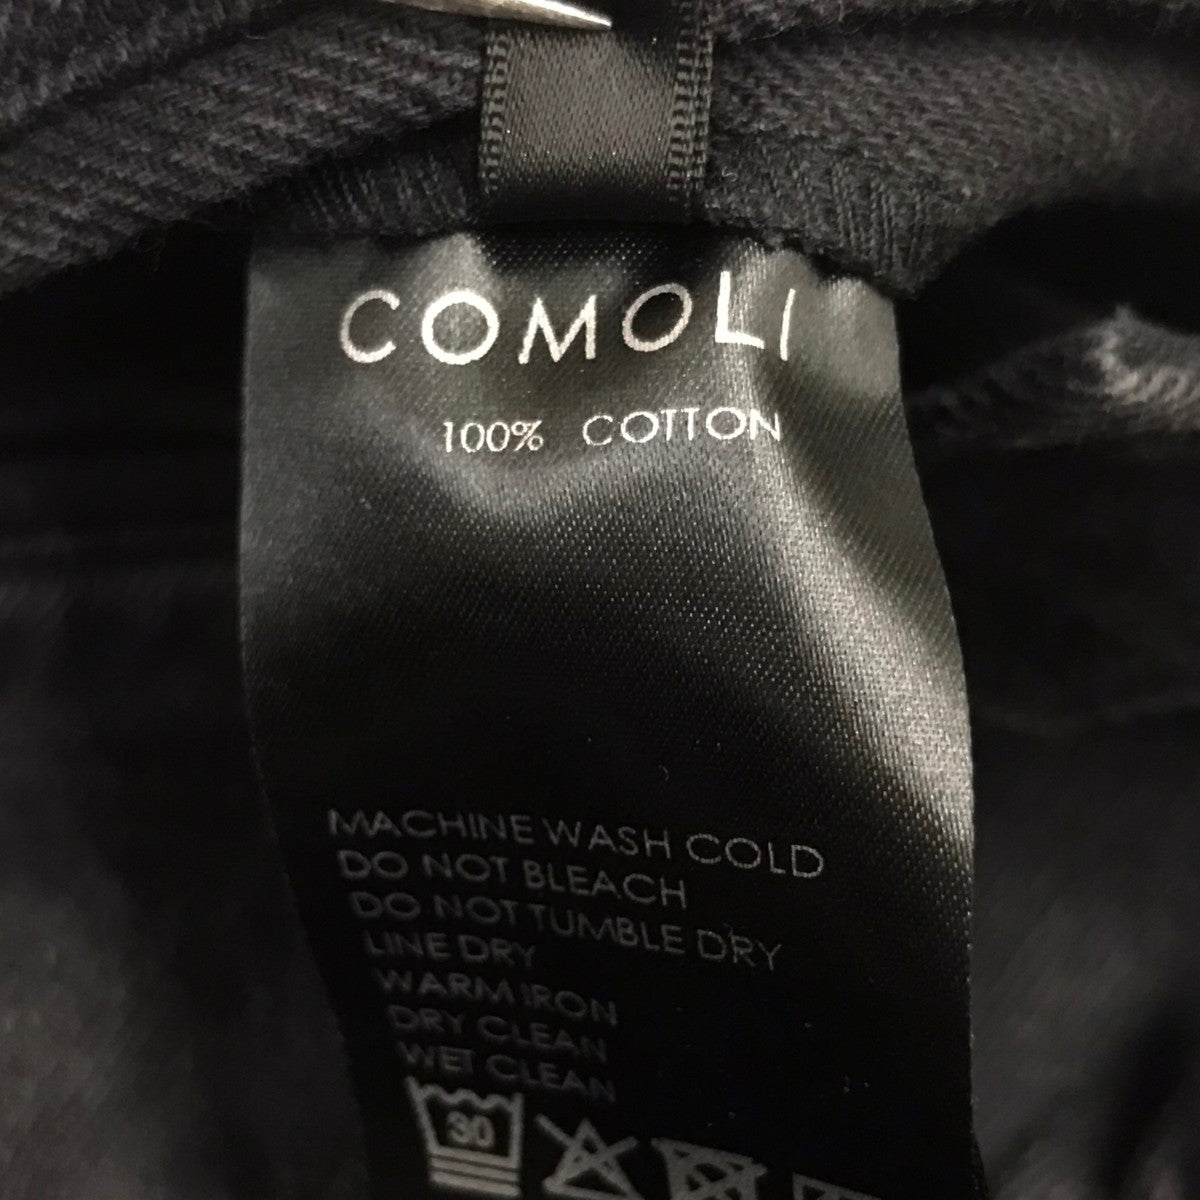 COMOLI
100% COTTON
MACHINE WASH COLD
DO NOT BLEACH
DO NOT TUMBLE DRY
LINE DRY
WARM IRON
DRY CLEAN
WET CLEAN
30